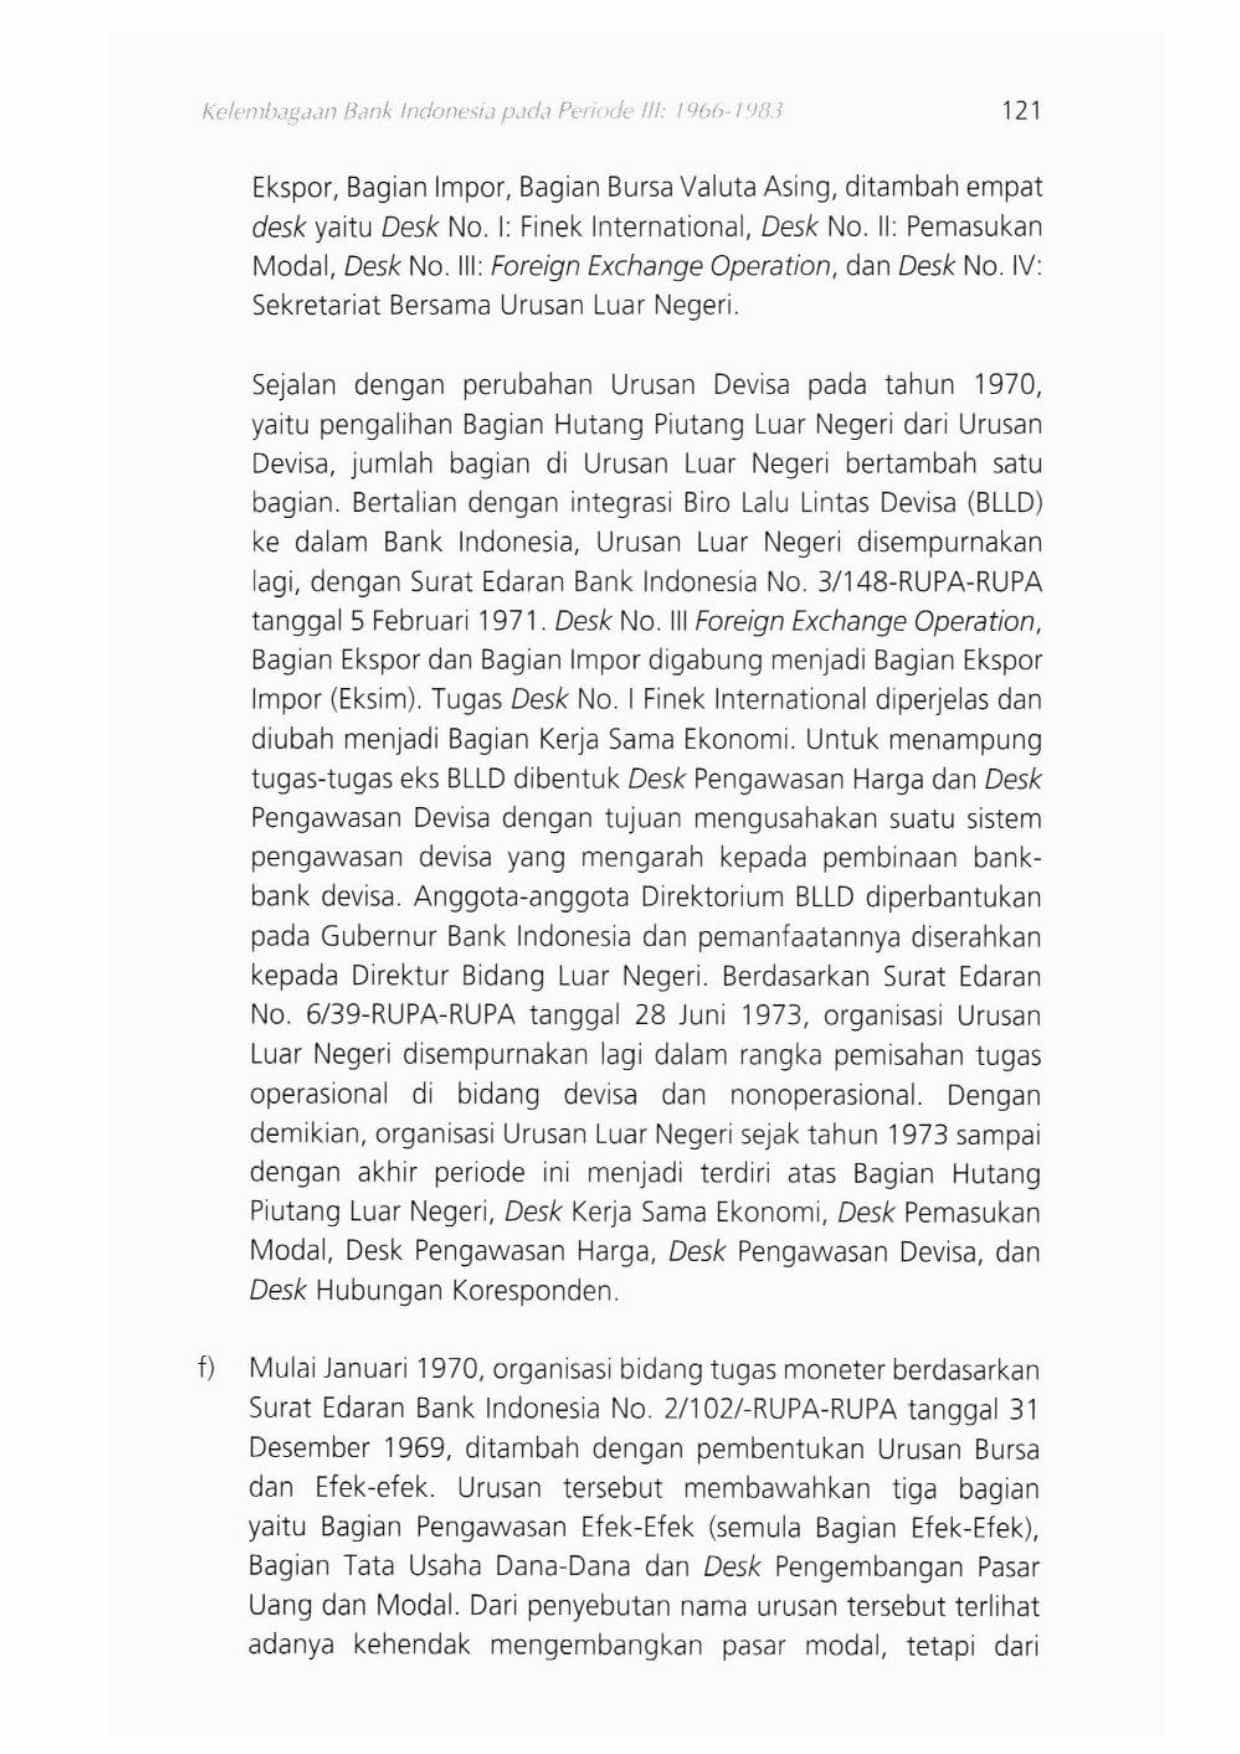 Kelembagaan Bank Indonesia pada Periode III: 1966-1983 121
Ekspor, Bagian Impor, Bagian Bursa Valuta Asing, ditambah empat
desk yaitu Desk No. I: Finek International, Desk No. II: Pemasukan
Modal, Desk No. III: Foreign Exchange Operation, dan Desk No. IV:
Sekretariat Bersama Urusan Luar Negeri.
Sejalan dengan perubahan Urusan Devisa pada tahun 1970,
yaitu pengalihan Bagian Hutang Piutang Luar Negeri dari Urusan
Devisa, jumlah bagian di Urusan Luar Negeri bertambah satu
bagian. Bertalian dengan integrasi Biro Lalu Lintas Devisa (BLLD)
ke dalam Bank Indonesia, Urusan Luar Negeri disempurnakan
lagi, dengan Surat Edaran Bank Indonesia No. 3/148-RUPA-RUPA
tanggal 5 Februari 1971. Desk No. III Foreign Exchange Operation,
Bagian Ekspor dan Bagian Impor digabung menjadi Bagian Ekspor
Impor (Eksim). Tugas Desk No. I Finek International diperjelas dan
diubah menjadi Bagian Kerja Sama Ekonomi. Untuk menampung
tugas-tugas eks BLLD dibentuk Desk Pengawasan Harga dan Desk
Pengawasan Devisa dengan tujuan mengusahakan suatu sistem
pengawasan devisa yang mengarah kepada pembinaan bank-
bank devisa. Anggota-anggota Direktorium BLLD diperbantukan
pada Gubernur Bank Indonesia dan pemanfaatannya diserahkan
kepada Direktur Bidang Luar Negeri. Berdasarkan Surat Edaran
No. 6/39-RUPA-RUPA tanggal 28 Juni 1973, organisasi Urusan
Luar Negeri disempurnakan lagi dalam rangka pemisahan tugas
operasional di bidang devisa dan nonoperasional. Dengan
demikian, organisasi Urusan Luar Negeri sejak tahun 1973 sampai
dengan akhir periode ini menjadi terdiri atas Bagian Hutang
Piutang Luar Negeri, Desk Kerja Sama Ekonomi, Desk Pemasukan
Modal, Desk Pengawasan Harga, Desk Pengawasan Devisa, dan
Desk Hubungan Koresponden.
f) Mulai Januari 1970, organisasi bidang tugas moneter berdasarkan
Surat Edaran Bank Indonesia No. 2/102/-RUPA-RUPA tanggal 31
Desember 1969, ditambah dengan pembentukan Urusan Bursa
dan Efek-efek. Urusan tersebut membawahkan tiga bagian
yaitu Bagian Pengawasan Efek-Efek (semula Bagian Efek-Efek),
Bagian Tata Usaha Dana-Dana dan Desk Pengembangan Pasar
Uang dan Modal. Dari penyebutan nama urusan tersebut terlihat
adanya kehendak mengembangkan pasar modal, tetapi dari